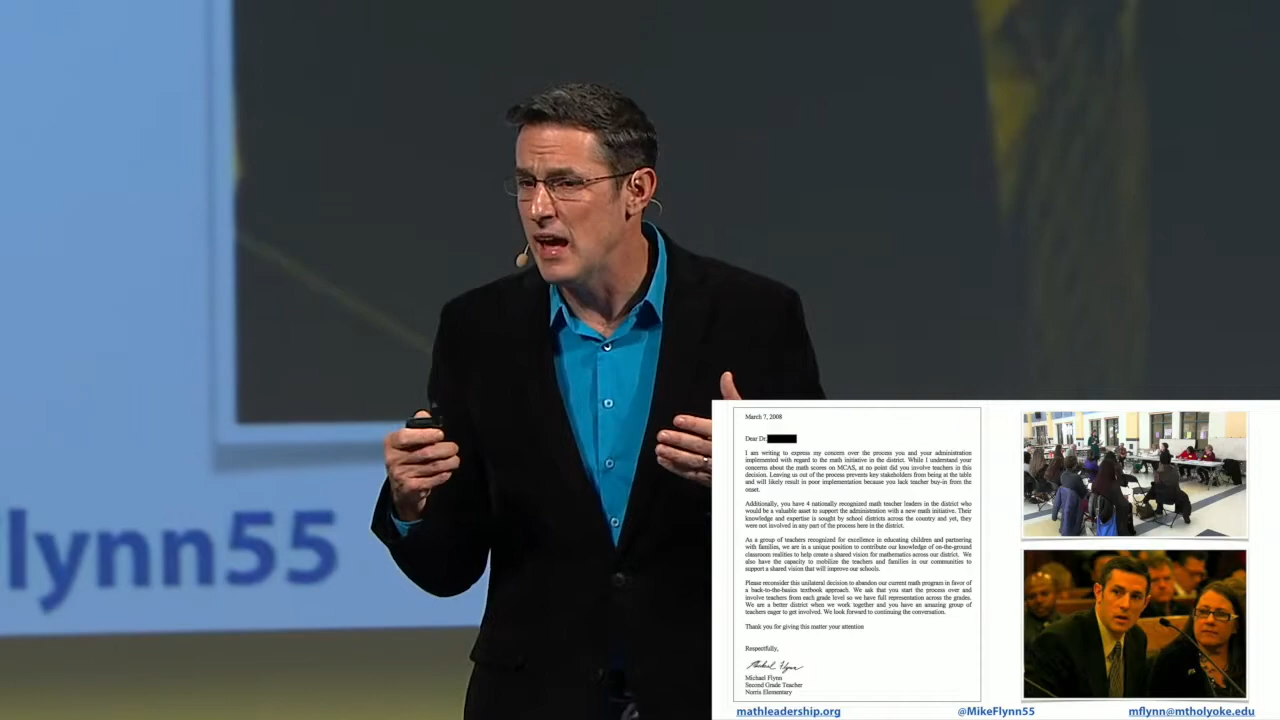 ly
55
March 7, 2008
Dear Dr.
I am writing to express my concern over the process you and your administration
implemented with regard to the math initiative in the district. While I understand your
concerns about the math scores on MCAS, at no point did you involve teachers in this
decision. Leaving us out of the process prevents key stakeholders from being at the table
and will likely result in poor implementation because you lack teacher buy-in from the
onset.
Additionally, you have 4 nationally recognized math teacher leaders in the district who
would be a valuable asset to support the administration with a new math initiative. Their
knowledge and expertise is sought by school districts across the country and yet, they
were not involved in any part of the process here in the district.
As a group of teachers recognized for excellence in educating children and partnering
with families, we are in a unique position to contribute our knowledge of on-the-ground
classroom realities to help create a shared vision for mathematics across our district. We
also have the capacity to mobilize the teachers and families in our communities to
support a shared vision that will improve our schools.
Please reconsider this unilateral decision to abandon our current math program in favor of
a back-to-the-basics textbook approach. We ask that you start the process over and
involve teachers from each grade level so we have full representation across the grades.
We are a better district when we work together and you have an amazing group of
teachers eager to get involved. We look forward to continuing the conversation.
Thank you for giving this matter your attention
Respectfully,
Michael Flynn
Michael Flynn
Second Grade Teacher
Norris Elementary
mathleadership.org @MikeFlynn55 mflynn@mtholyoke.edu